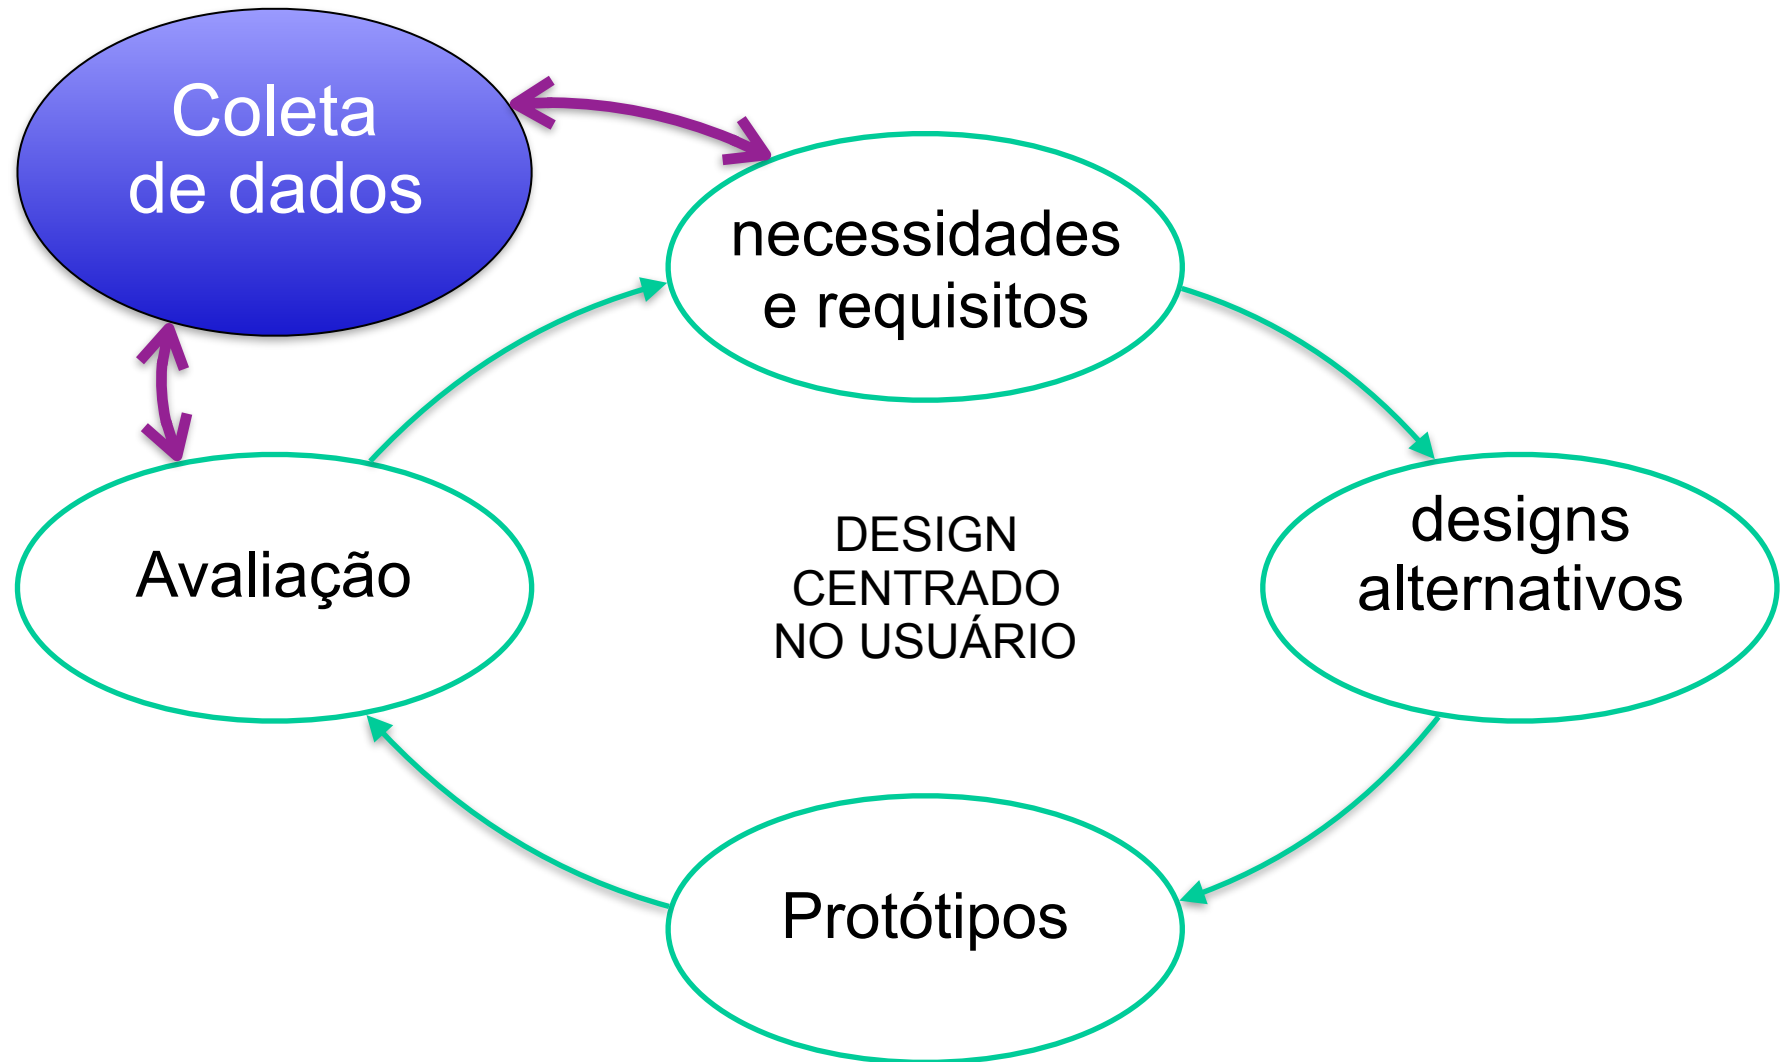 Coleta
de dados
necessidades
e requisitos
designs
alternativos
DESIGN
CENTRADO
NO USUÁRIO
Avaliação
Protótipos